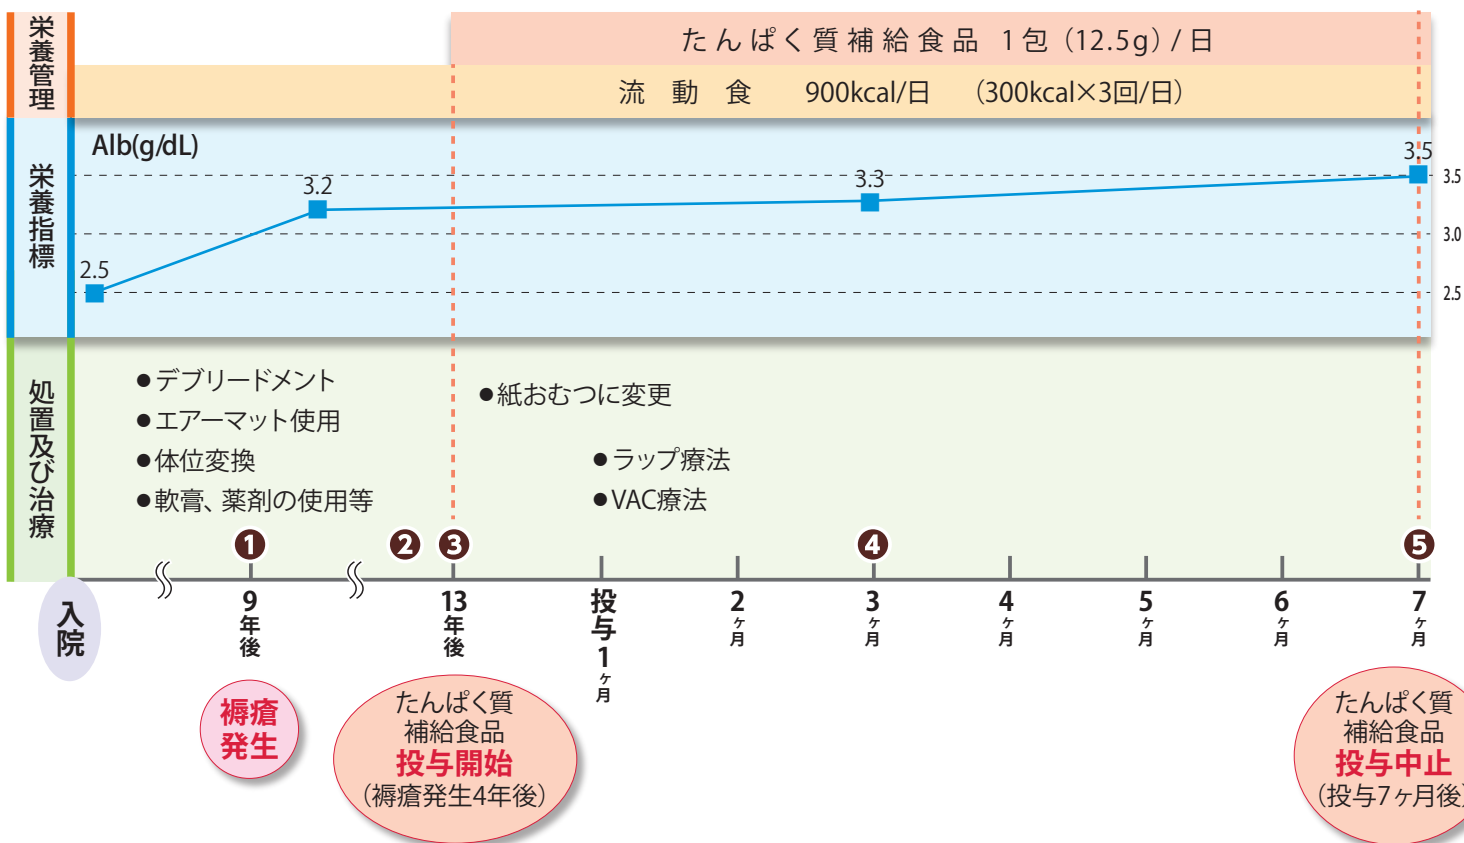 栄養管理
たんぱく質補給食品 1包（12.5g）/日
流動食 900kcal/日 （300kcal×3回/日）
栄養指標
Alb(g/dL)
2.5
3.2
3.3
3.5
3.5
3.0
2.5
処置及び治療
●デブリードメント
●エアーマット使用
●体位変換
●軟膏、薬剤の使用等
●紙おむつに変更
●ラップ療法
●VAC療法
❶
❷
❸
❹
❺
入院
9年後
13年後
投与1ヶ月
2ヶ月
3ヶ月
4ヶ月
5ヶ月
6ヶ月
7ヶ月
褥瘡
発生
たんぱく質
補給食品
投与開始
（褥瘡発生4年後）
たんぱく質
補給食品
投与中止
（投与7ヶ月後）